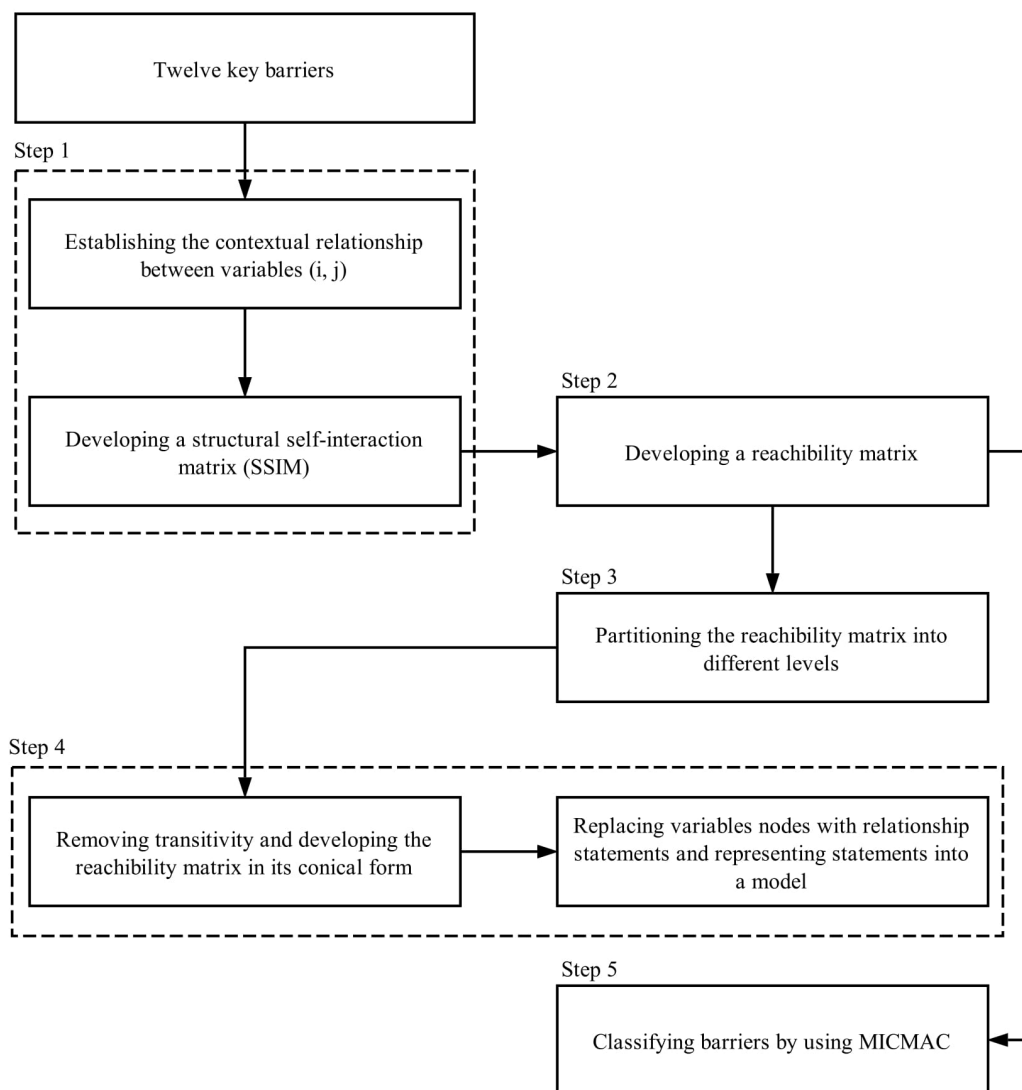 Twelve key barriers
Step 1
Establishing the contextual relationship
between variables (i, j)
Developing a structural self-interaction
matrix (SSIM)
Step 2
Developing a reachibility matrix
Step 3
Partitioning the reachibility matrix into
different levels
Step 4
Removing transitivity and developing the
reachibility matrix in its conical form
Replacing variables nodes with relationship
statements and representing statements into
a model
Step 5
Classifying barriers by using MICMAC